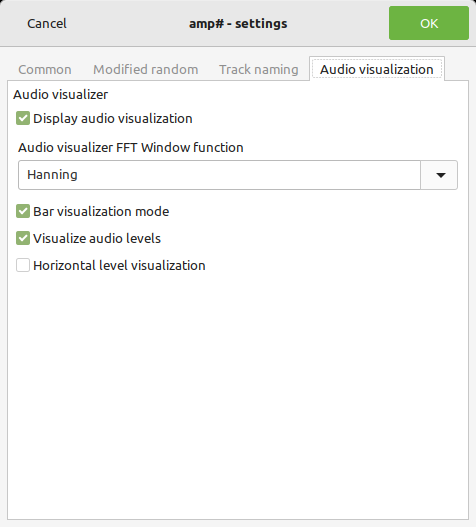 Cancel amp# - settings OK
Common Modified random Track naming Audio visualization
Audio visualizer
Display audio visualization
Audio visualizer FFT Window function
Hanning
Bar visualization mode
Visualize audio levels
Horizontal level visualization